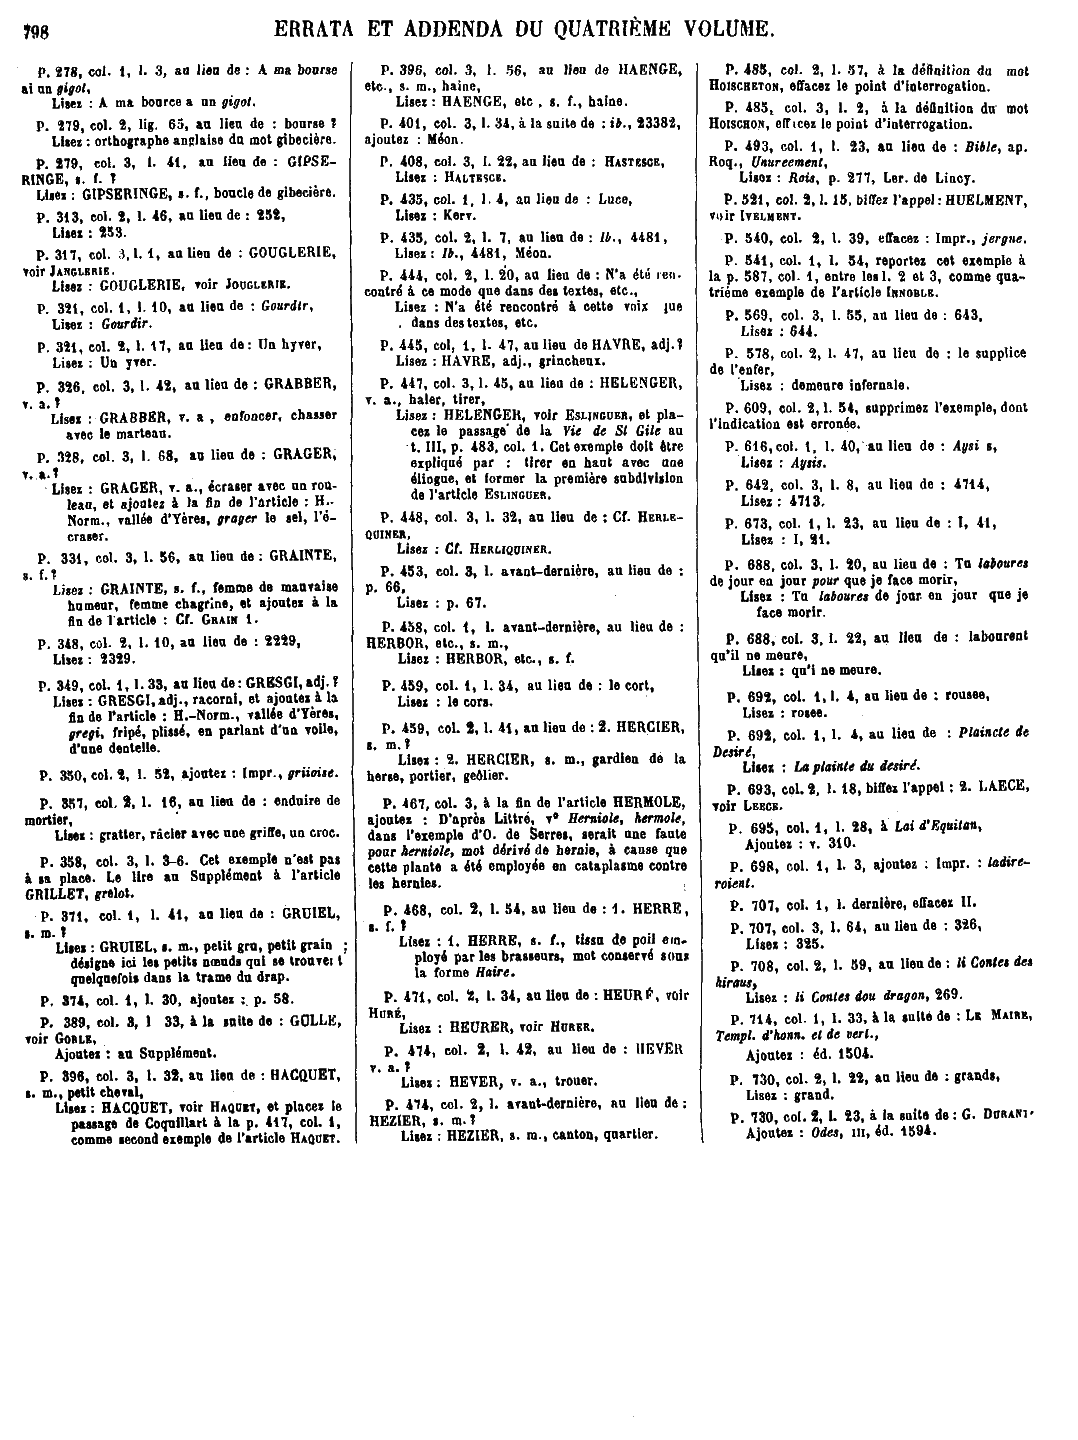 798
ERRATA ET ADDENDA DU QUATRIÈME VOLUME.
P. 278, col. 1, l. 3, au lieu de : A ma bourse
ai un gigot,
Lisez : A ma bource a un gigot.
P. 279, col. 2, lig. 65, au lieu de : bourse ?
Lisez : orthographe anglaise du mot gibecière.
P. 279, col. 3, l. 41, au lieu de : GIPSE-
RINGE, s. f. ?
Lisez : GIPSERINGE, s. f., boucle de gibecière.
P. 313, col. 2, l. 46, au lieu de : 252,
Lisez : 253.
P. 317, col. 3, l. 1, au lieu de : GOUGLERIE,
voir JANGLERIE.
Lisez : GOUGLERIE, voir JOUGLERIE.
P. 321, col. 1, l. 10, au lieu de : Gourdir,
Lisez : Gourdir.
P. 321, col. 2, l. 17, au lieu de : Un hyver,
Lisez : Un yver.
P. 326, col. 3, l. 42, au lieu de : GRABBER,
v. a. ?
Lisez : GRABBER, v. a , enfoncer, chasser
avec le marteau.
P. 328, col. 3, l. 68, au lieu de : GRAGER,
v. a. ?
Lisez : GRAGER, v. a., écraser avec un rou-
leau, et ajoutez à la fin de l'article : H.-
Norm., vallée d'Yères, grager le sel, l'é-
craser.
P. 331, col. 3, l. 56, au lieu de : GRAINTE,
s. f. ?
Lisez : GRAINTE, s. f., femme de mauvaise
humeur, femme chagrine, et ajoutez à la
fin de l'article : Cf. GRAIN 1.
P. 348, col. 2, l. 10, au lieu de : 2229,
Lisez : 2329.
P. 349, col. 1, l. 33, au lieu de : GRESGI, adj. ?
Lisez : GRESGI, adj., racorni, et ajoutez à la
fin de l'article : H.-Norm., vallée d'Yères,
gregi, fripé, plissé, en parlant d'un voile,
d'une dentelle.
P. 350, col. 2, l. 52, ajoutez : Impr., griioise.
P. 357, col. 2, l. 16, au lieu de : enduire de
mortier,
Lisez : gratter, râcler avec une griffe, un croc.
P. 358, col. 3, l. 3-6. Cet exemple n'est pas
à sa place. Le lire au Supplément à l'article
GRILLET, grelot.
P. 371, col. 1, l. 41, au lieu de : GRUIEL,
s. m. ?
Lisez : GRUIEL, s. m., petit gru, petit grain ;
désigne ici les petits nœuds qui se trouvent
quelquefois dans la trame du drap.
P. 374, col. 1, l. 30, ajoutez : p. 58.
P. 389, col. 3, l 33, à la suite de : GOLLE,
voir GORLE,
Ajoutez : au Supplément.
P. 396, col. 3, l. 32, au lieu de : HACQUET,
s. m., petit cheval,
Lisez : HACQUET, voir HAQUET, et placez le
passage de Coquillart à la p. 417, col. 1,
comme second exemple de l'article HAQUET.
P. 396, col. 3, l. 56, au lieu de HAENGE,
etc., s. m., haine,
Lisez : HAENGE, etc , s. f., haine.
P. 401, col. 3, l. 34, à la suite de : ib., 23382,
ajoutez : Méon.
P. 408, col. 3, l. 22, au lieu de : HASTESCE,
Lisez : HALTESCE.
P. 435, col. 1, l. 4, au lieu de : Luce,
Lisez : Kerv.
P. 435, col. 2, l. 7, au lieu de : Ib., 4481,
Lisez : Ib., 4481, Méon.
P. 444, col. 2, l. 20, au lieu de : N'a été ren-
contré à ce mode que dans des textes, etc.,
Lisez : N'a été rencontré à cette voix que
dans des textes, etc.
P. 445, col, 1, l. 47, au lieu de HAVRE, adj. ?
Lisez : HAVRE, adj., grincheux.
P. 447, col. 3, l. 45, au lieu de : HELENGER,
v. a., haler, tirer,
Lisez : HELENGER, voir ESLINGUER, et pla-
cez le passage de la Vie de St Gile au
t. III, p. 483, col. 1. Cet exemple doit être
expliqué par : tirer en haut avec une
élingue, et former la première subdivision
de l'article ESLINGUER.
P. 448, col. 3, l. 32, au lieu de : Cf. HERLE-
QUINER,
Lisez : Cf. HERLIQUINER.
P. 453, col. 3, l. avant-dernière, au lieu de :
p. 66,
Lisez : p. 67.
P. 458, col. 1, l. avant-dernière, au lieu de :
HERBOR, etc., s. m.,
Lisez : HERBOR, etc., s. f.
P. 459, col. 1, l. 34, au lieu de : le cort,
Lisez : le cors.
P. 459, col. 2, l. 41, au lieu de : 2. HERCIER,
s. m. ?
Lisez : 2. HERCIER, s. m., gardien de la
herse, portier, geôlier.
P. 467, col. 3, à la fin de l'article HERMOLE,
ajoutez : D'après Littré, v° Herniole, hermole,
dans l'exemple d'O. de Serres, serait une faute
pour herniole, mot dérivé de hernie, à cause que
cette plante a été employée en cataplasme contre
les hernies.
P. 468, col. 2, l. 54, au lieu de : 1. HERRE,
s. f. ?
Lisez : 1. HERRE, s. f., tissu de poil em-
ployé par les brasseurs, mot conservé sous
la forme Haire.
P. 471, col. 2, l. 34, au lieu de : HEURÉ, voir
HURÉ,
Lisez : HEURER, voir HURER.
P. 474, col. 2, l. 42, au lieu de : HEVER
v. a. ?
Lisez : HEVER, v. a., trouer.
P. 474, col. 2, l. avant-dernière, au lieu de :
HEZIER, s. m. ?
Lisez : HEZIER, s. m., canton, quartier.
P. 485, col. 2, l. 57, à la définition du mot
HOISCHETON, effacez le point d'interrogation.
P. 485, col. 3, l. 2, à la définition du mot
HOISCHON, effacez le point d'interrogation.
P. 493, col. 1, l. 23, au lieu de : Bible, ap.
Roq., Unureement,
Lisez : Rois, p. 277, Ler. de Lincy.
P. 521, col. 2, l. 15, biffez l'appel : HUELMENT,
voir IVELMENT.
P. 540, col. 2, l. 39, effacez : Impr., jergne.
P. 541, col. 1, l. 54, reportez cet exemple à
la p. 587, col. 1, entre les l. 2 et 3, comme qua-
trième exemple de l'article INNOBLE.
P. 569, col. 3, l. 55, au lieu de : 643,
Lisez : 644.
P. 578, col. 2, l. 47, au lieu de : le supplice
de l'enfer,
Lisez : demeure infernale.
P. 609, col. 2, l. 54, supprimez l'exemple, dont
l'indication est erronée.
P. 616, col. 1, l. 40, au lieu de : Aysi s,
Lisez : Aysis.
P. 642, col. 3, l. 8, au lieu de : 4714,
Lisez : 4713.
P. 673, col. 1, l. 23, au lieu de : I, 41,
Lisez : I, 21.
P. 688, col. 3, l. 20, au lieu de : Tu laboures
de jour en jour pour que je face morir,
Lisez : Tu laboures de jour en jour que je
face morir.
P. 688, col. 3, l. 22, au lieu de : labourent
qu'il ne meure,
Lisez : qu'i ne meure.
P. 692, col. 1, l. 4, au lieu de : rousee,
Lisez : rosee.
P. 692, col. 1, l. 4, au lieu de : Plaincte de
Desiré,
Lisez : La plainte du desiré.
P. 693, col. 2, l. 18, biffez l'appel : 2. LAECE,
voir LEECE.
P. 695, col. 1, l. 28, à Lai d'Equitan,
Ajoutez : v. 310.
P. 698, col. 1, l. 3, ajoutez : Impr. : ladire-
roient.
P. 707, col. 1, l. dernière, effacez II.
P. 707, col. 3, l. 64, au lieu de : 326,
Lisez : 325.
P. 708, col. 2, l. 59, au lieu de : li Contes des
hiraus,
Lisez : li Contes dou dragon, 269.
P. 714, col. 1, l. 33, à la suite de : LE MAIRE,
Templ. d'honn. et de vert.,
Ajoutez : éd. 1504.
P. 730, col. 2, l. 22, au lieu de : grands,
Lisez : grand.
P. 730, col. 2, l. 23, à la suite de : G. DURANT
Ajoutez : Odes, III, éd. 1594.